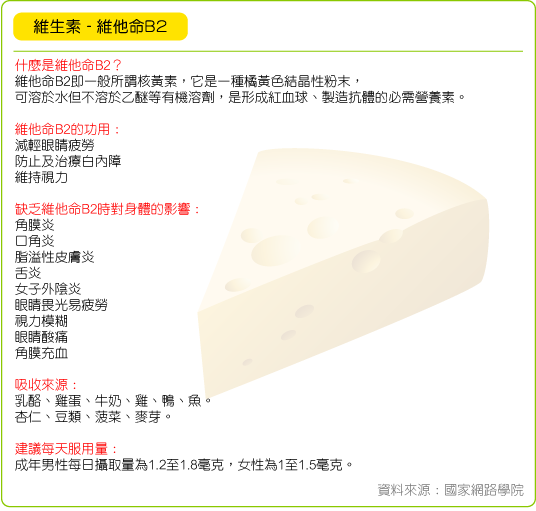 維生素 - 維他命B2
什麼是維他命B2？
維他命B2即一般所謂核黃素，它是一種橘黃色結晶性粉末，
可溶於水但不溶於乙醚等有機溶劑，是形成紅血球、製造抗體的必需營養素。
維他命B2的功用：
減輕眼睛疲勞
防止及治療白內障
維持視力
缺乏維他命B2時對身體的影響：
角膜炎
口角炎
脂溢性皮膚炎
舌炎
女子外陰炎
眼睛畏光易疲勞
視力模糊
眼睛酸痛
角膜充血
吸收來源：
乳酪、雞蛋、牛奶、雞、鴨、魚。
杏仁、豆類、菠菜、麥芽。
建議每天服用量：
成年男性每日攝取量為1.2至1.8毫克，女性為1至1.5毫克。
資料來源：國家網路學院